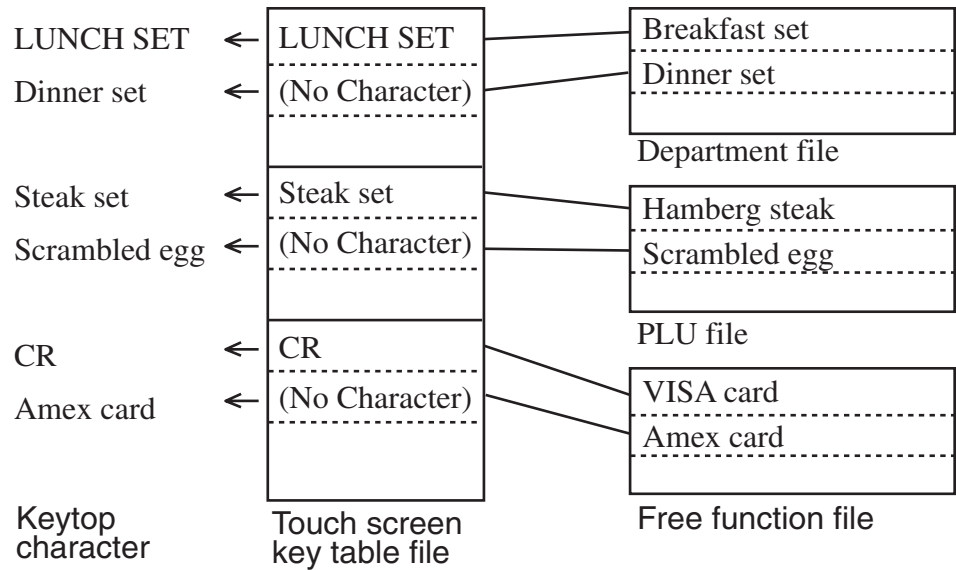 LUNCH SET LUNCH SET Breakfast set
Dinner set (No Character) Dinner set
Department file
Steak set Steak set Hamberg steak
Scrambled egg (No Character) Scrambled egg
PLU file
CR CR VISA card
Amex card (No Character) Amex card
Keytop
character
Touch screen
key table file
Free function file